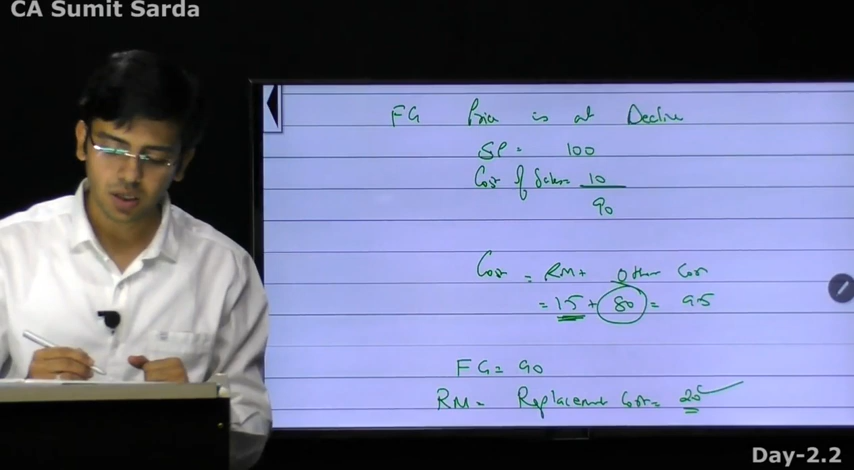 CA Sumit Sarda
FG Price is at Decline
SP = 100
Cost of Sales = 10
90
Cost = RM + Other Cost
= 15 + 80 = 95
FG = 90
RM = Replacement Cost = 20
Day-2.2